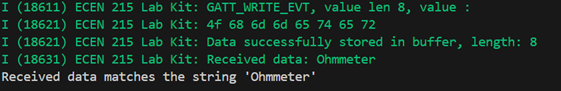 I (18611) ECEN 215 Lab Kit: GATT_WRITE_EVT, value len 8, value :
I (18621) ECEN 215 Lab Kit: 4f 68 6d 6d 65 74 65 72
I (18621) ECEN 215 Lab Kit: Data successfully stored in buffer, length: 8
I (18631) ECEN 215 Lab Kit: Received data: Ohmmeter
Received data matches the string 'Ohmmeter'